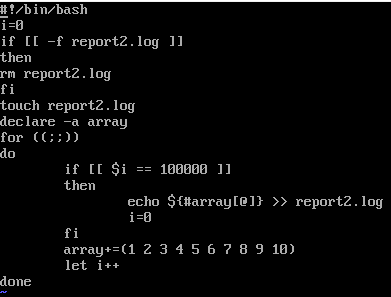 #!/bin/bash
i=0
if [[ -f report2.log ]]
then
rm report2.log
fi
touch report2.log
declare -a array
for ((;;))
do
        if [[ $i == 100000 ]]
        then
                echo ${#array[@]} >> report2.log
                i=0
        fi
        array+=(1 2 3 4 5 6 7 8 9 10)
        let i++
done
~